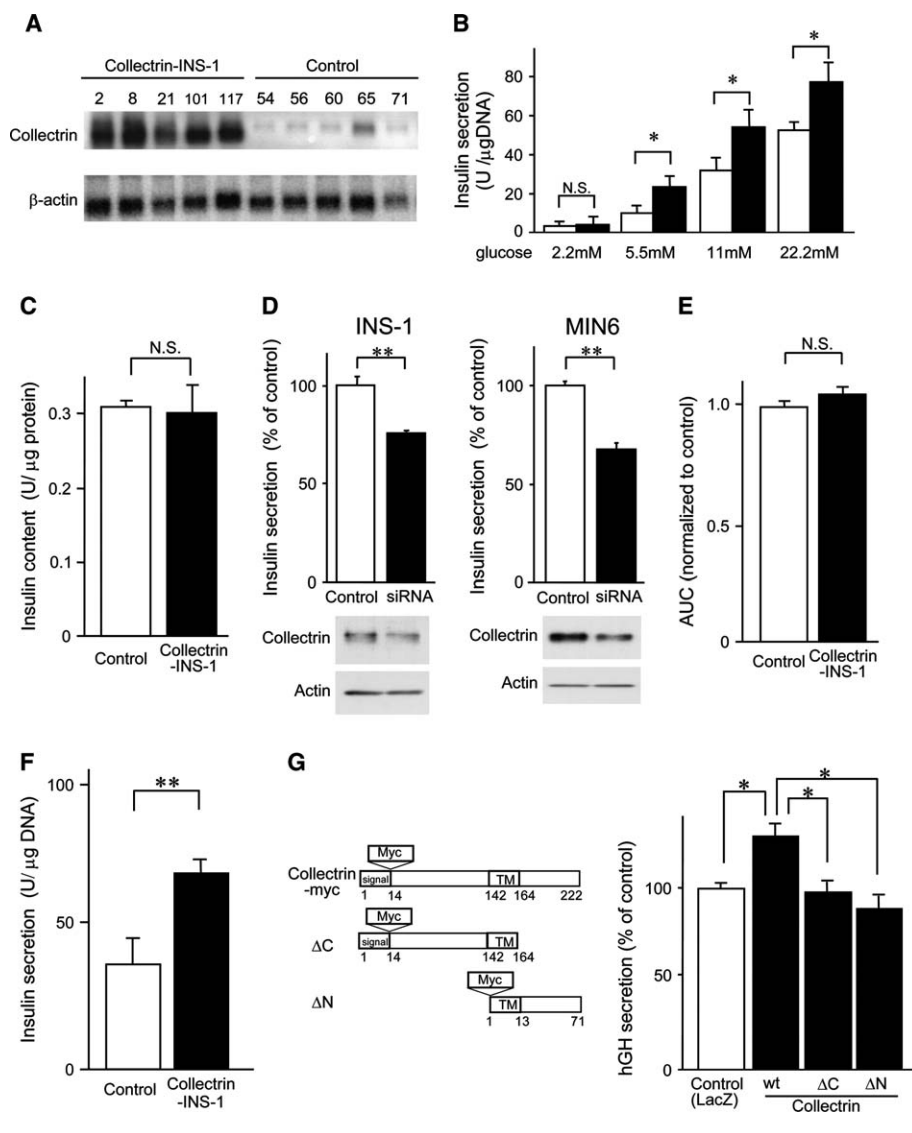 A
Collectrin-INS-1 Control
2 8 21 101 117 54 56 60 65 71
Collectrin
β-actin
B
Insulin secretion
(U /μgDNA)
80
60
40
20
0
N.S.
*
*
*
glucose 2.2mM 5.5mM 11mM 22.2mM
C
Insulin content (U/ μg protein)
0.3
0.2
0.1
0
N.S.
Control Collectrin
-INS-1
D
INS-1
Insulin secretion (% of control)
100
50
0
**
Control siRNA
Collectrin
Actin
MIN6
Insulin secretion (% of control)
100
50
0
**
Control siRNA
Collectrin
Actin
E
AUC (normalized to control)
1.0
0.5
0
N.S.
Control Collectrin
-INS-1
F
Insulin secretion (U/ μg DNA)
100
50
0
**
Control Collectrin
-INS-1
G
Myc
Collectrin
-myc
signal TM
1 14 142 164 222
Myc
ΔC
signal TM
1 14 142 164
Myc
ΔN
TM
1 13 71
hGH secretion (% of control)
100
50
0
*
*
*
Control
(LacZ)
wt ΔC ΔN
Collectrin